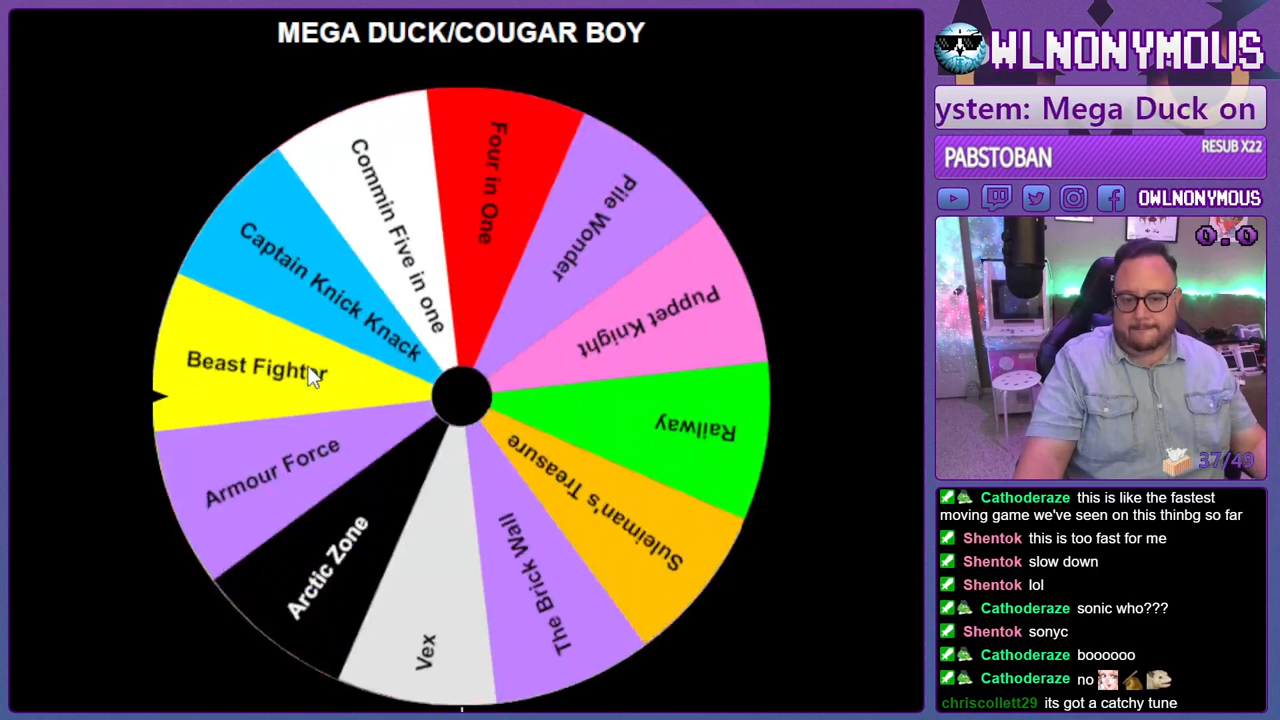 MEGA DUCK/COUGAR BOY
Four in One
Pile Wonder
Puppet Knight
Railway
Suleiman's Treasure
The Brick Wall
Vex
Arctic Zone
Armour Force
Beast Fighter
Captain Knick Knack
Commin Five in one
WLNONYMOUS
ystem: Mega Duck on
PABSTOBAN
RESUB X22
OWLNONYMOUS
0.0
37/49
Cathoderaze this is like the fastest
moving game we've seen on this thinbg so far
Shentok this is too fast for me
Shentok slow down
Shentok lol
Cathoderaze sonic who???
Shentok sonyc
Cathoderaze boooooo
Cathoderaze no
chriscollett29 its got a catchy tune